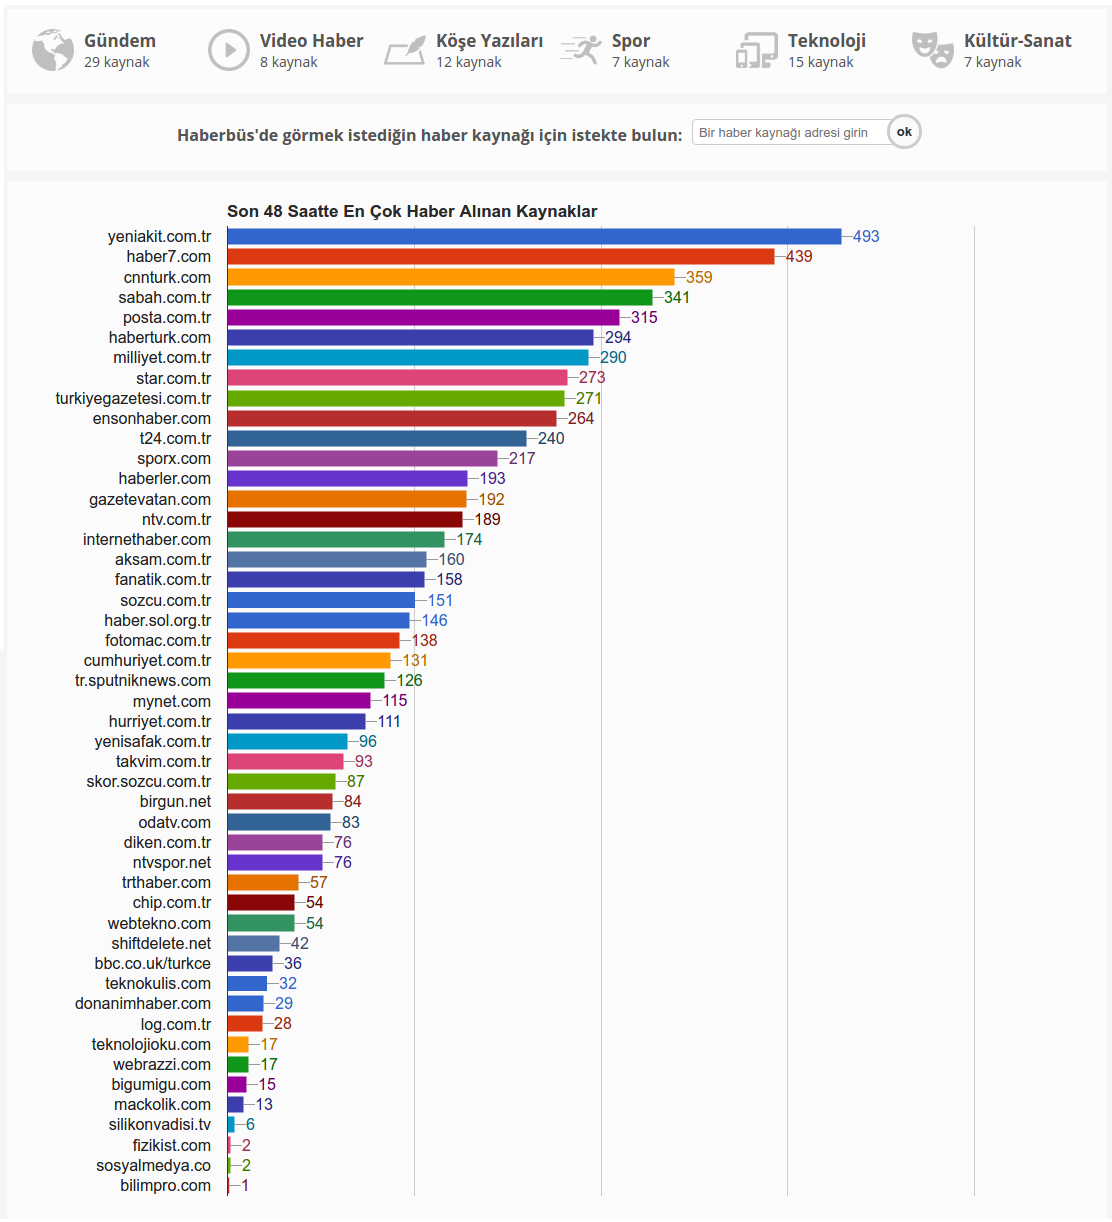 Gündem
29 kaynak
Video Haber
8 kaynak
Köşe Yazıları
12 kaynak
Spor
7 kaynak
Teknoloji
15 kaynak
Kültür-Sanat
7 kaynak
Haberbüs'de görmek istediğin haber kaynağı için istekte bulun: Bir haber kaynağı adresi girin ok
Son 48 Saatte En Çok Haber Alınan Kaynaklar
yeniakit.com.tr 493
haber7.com 439
cnnturk.com 359
sabah.com.tr 341
posta.com.tr 315
haberturk.com 294
milliyet.com.tr 290
star.com.tr 273
turkiyegazetesi.com.tr 271
ensonhaber.com 264
t24.com.tr 240
sporx.com 217
haberler.com 193
gazetevatan.com 192
ntv.com.tr 189
internethaber.com 174
aksam.com.tr 160
fanatik.com.tr 158
sozcu.com.tr 151
haber.sol.org.tr 146
fotomac.com.tr 138
cumhuriyet.com.tr 131
tr.sputniknews.com 126
mynet.com 115
hurriyet.com.tr 111
yenisafak.com.tr 96
takvim.com.tr 93
skor.sozcu.com.tr 87
birgun.net 84
odatv.com 83
diken.com.tr 76
ntvspor.net 76
trthaber.com 57
chip.com.tr 54
webtekno.com 54
shiftdelete.net 42
bbc.co.uk/turkce 36
teknokulis.com 32
donanimhaber.com 29
log.com.tr 28
teknolojioku.com 17
webrazzi.com 17
bigumigu.com 15
mackolik.com 13
silikonvadisi.tv 6
fizikist.com 2
sosyalmedya.co 2
bilimpro.com 1